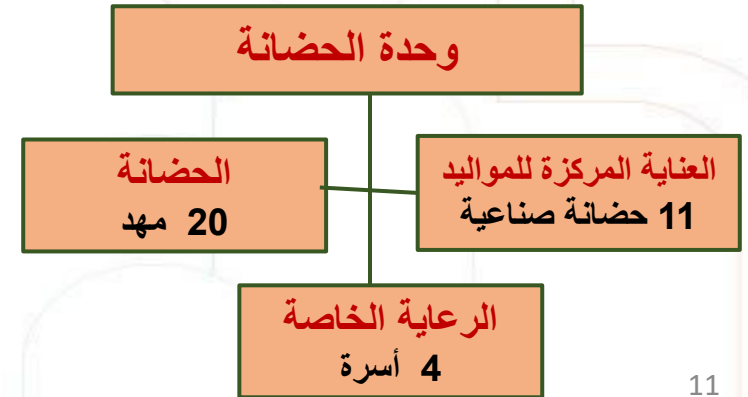 وحدة الحضانة
العناية المركزة للمواليد
11 حضانة صناعية
الحضانة
20 مهد
الرعاية الخاصة
4 أسرة
11